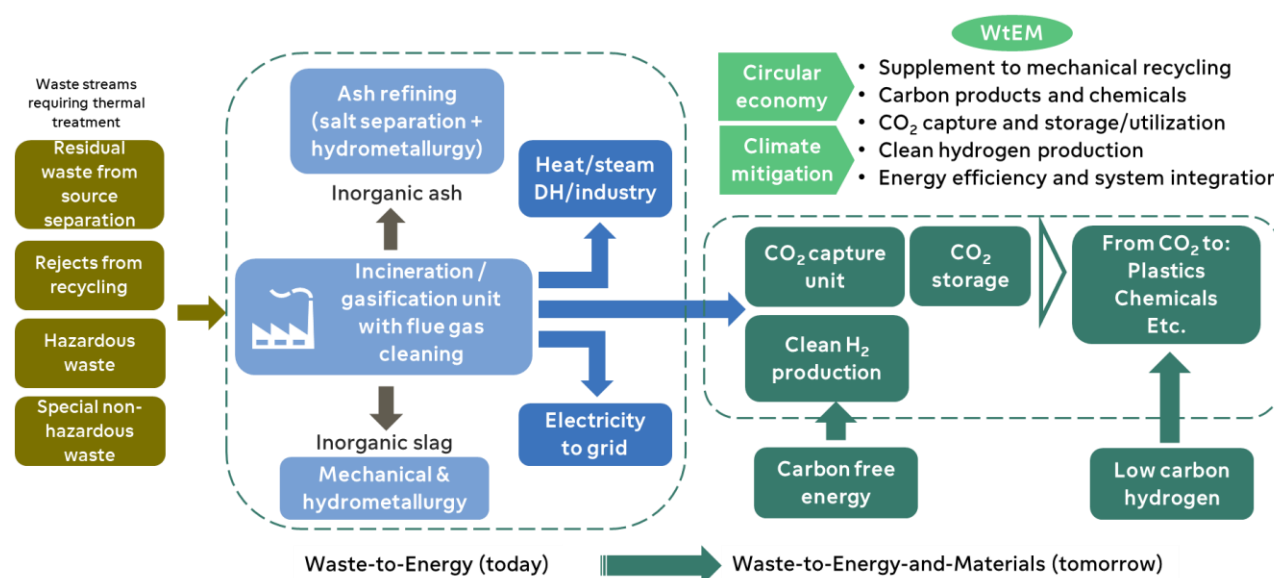 WtEM
Circular
economy
Climate
mitigation
• Supplement to mechanical recycling
• Carbon products and chemicals
• CO₂ capture and storage/utilization
• Clean hydrogen production
• Energy efficiency and system integration
Waste streams
requiring thermal
treatment
Residual
waste from
source
separation
Rejects from
recycling
Hazardous
waste
Special non-
hazardous
waste
Ash refining
(salt separation +
hydrometallurgy)
Inorganic ash
Incineration /
gasification unit
with flue gas
cleaning
Inorganic slag
Mechanical &
hydrometallurgy
Heat/steam
DH/industry
Electricity
to grid
CO₂ capture
unit
CO₂
storage
Clean H₂
production
From CO₂ to:
Plastics
Chemicals
Etc.
Carbon free
energy
Low carbon
hydrogen
Waste-to-Energy (today)
Waste-to-Energy-and-Materials (tomorrow)